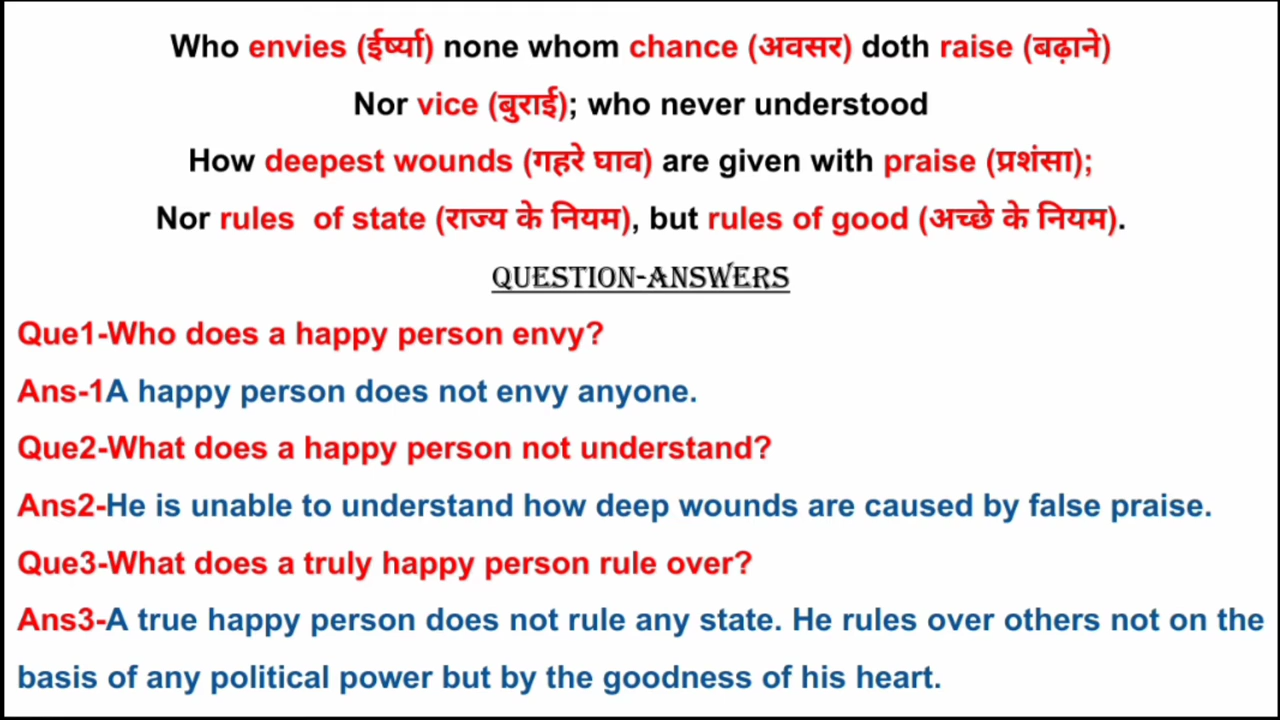 Who envies (ईर्ष्या) none whom chance (अवसर) doth raise (बढ़ाने)
Nor vice (बुराई); who never understood
How deepest wounds (गहरे घाव) are given with praise (प्रशंसा);
Nor rules of state (राज्य के नियम), but rules of good (अच्छे के नियम).
QUESTION-ANSWERS
Que1-Who does a happy person envy?
Ans-1A happy person does not envy anyone.
Que2-What does a happy person not understand?
Ans2-He is unable to understand how deep wounds are caused by false praise.
Que3-What does a truly happy person rule over?
Ans3-A true happy person does not rule any state. He rules over others not on the
basis of any political power but by the goodness of his heart.